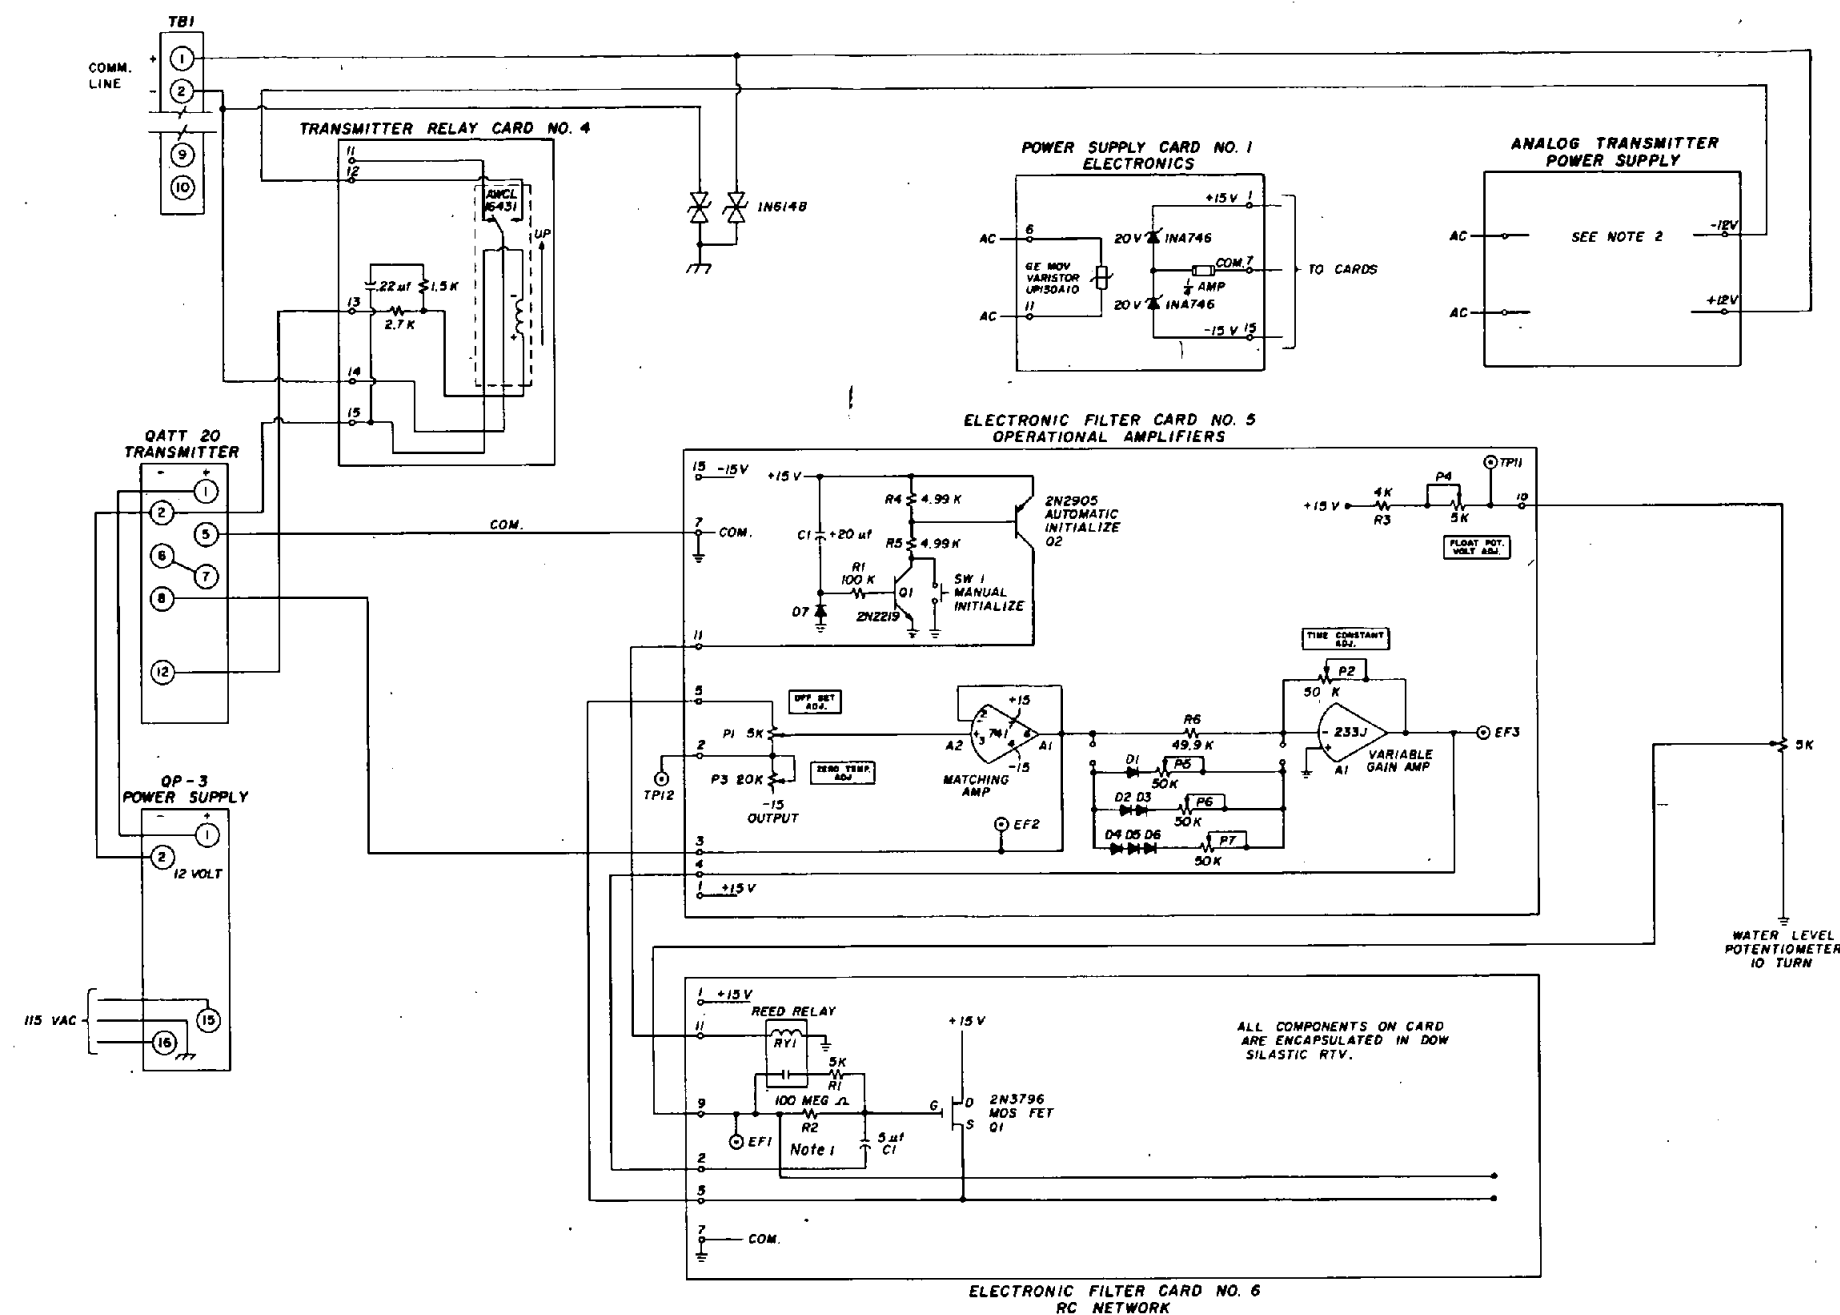 TB1
COMM.
LINE
+
-
1
2
9
10
TRANSMITTER RELAY CARD NO. 4
11
12
AWCL
16431
UP
.22 uf
1.5 K
13
2.7 K
-
+
14
15
1N6148
POWER SUPPLY CARD NO. 1
ELECTRONICS
+15 V 1
AC 6
20 V 1NA746
GE MOV
VARISTOR
UP130A10
COM. 7
1/4 AMP
20 V 1NA746
AC 11
-15 V 15
TO CARDS
ANALOG TRANSMITTER
POWER SUPPLY
AC
SEE NOTE 2
-12V
AC
+12V
QATT 20
TRANSMITTER
- +
1
2
5
6
7
8
12
COM.
QP-3
POWER SUPPLY
- +
1
2
12 VOLT
115 VAC
15
16
ELECTRONIC FILTER CARD NO. 5
OPERATIONAL AMPLIFIERS
15 -15V
+15 V
R4 4.99 K
2N2905
AUTOMATIC
INITIALIZE
Q2
7
COM.
C1 +20 uf
R5 4.99K
R1
100 K
Q1
SW 1
MANUAL
INITIALIZE
D7
2N2219
11
TP11
P4
4K
+15 V
R3
5K
10
FLOAT POT.
VOLT ADJ.
TIME CONSTANT
ADJ.
P2
50 K
5
OFF SET
ADJ.
P1 5K
2
-
+
3
741
+15
6
4
-15
A2
A1
MATCHING
AMP
R6
49.9 K
-
+
233J
A1
VARIABLE
GAIN AMP
EF3
2
TP12
P3 20K
ZERO TEMP.
ADJ
-15
OUTPUT
D1
P5
50K
D2 D3
P6
50K
D4 D5 D6
P7
50K
EF2
3
4
1
+15 V
5K
WATER LEVEL
POTENTIOMETER
10 TURN
1
+15V
REED RELAY
11
RY1
+15 V
5K
R1
ALL COMPONENTS ON CARD
ARE ENCAPSULATED IN DOW
SILASTIC RTV.
9
100 MEG Ω
R2
EF1
Note 1
5 uf
C1
G
D
S
2N3796
MOS FET
Q1
2
5
7
COM.
ELECTRONIC FILTER CARD NO. 6
RC NETWORK